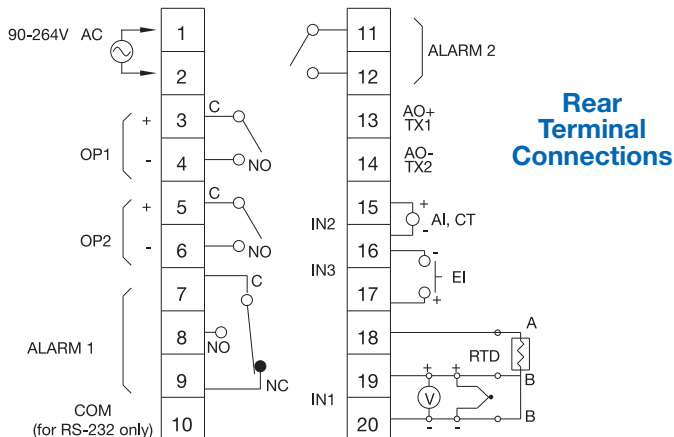 90-264V AC
1
2
OP1
+
-
3
4
C
NO
OP2
+
-
5
6
C
NO
ALARM 1
7
8
9
C
NO
NC
COM
(for RS-232 only)
10
11
12
ALARM 2
13
AO+
TX1
14
AO-
TX2
15
IN2
+
-
AI, CT
16
IN3
17
-
+
EI
18
A
RTD
19
IN1
20
+
+
V
-
-
B
B
Rear
Terminal
Connections